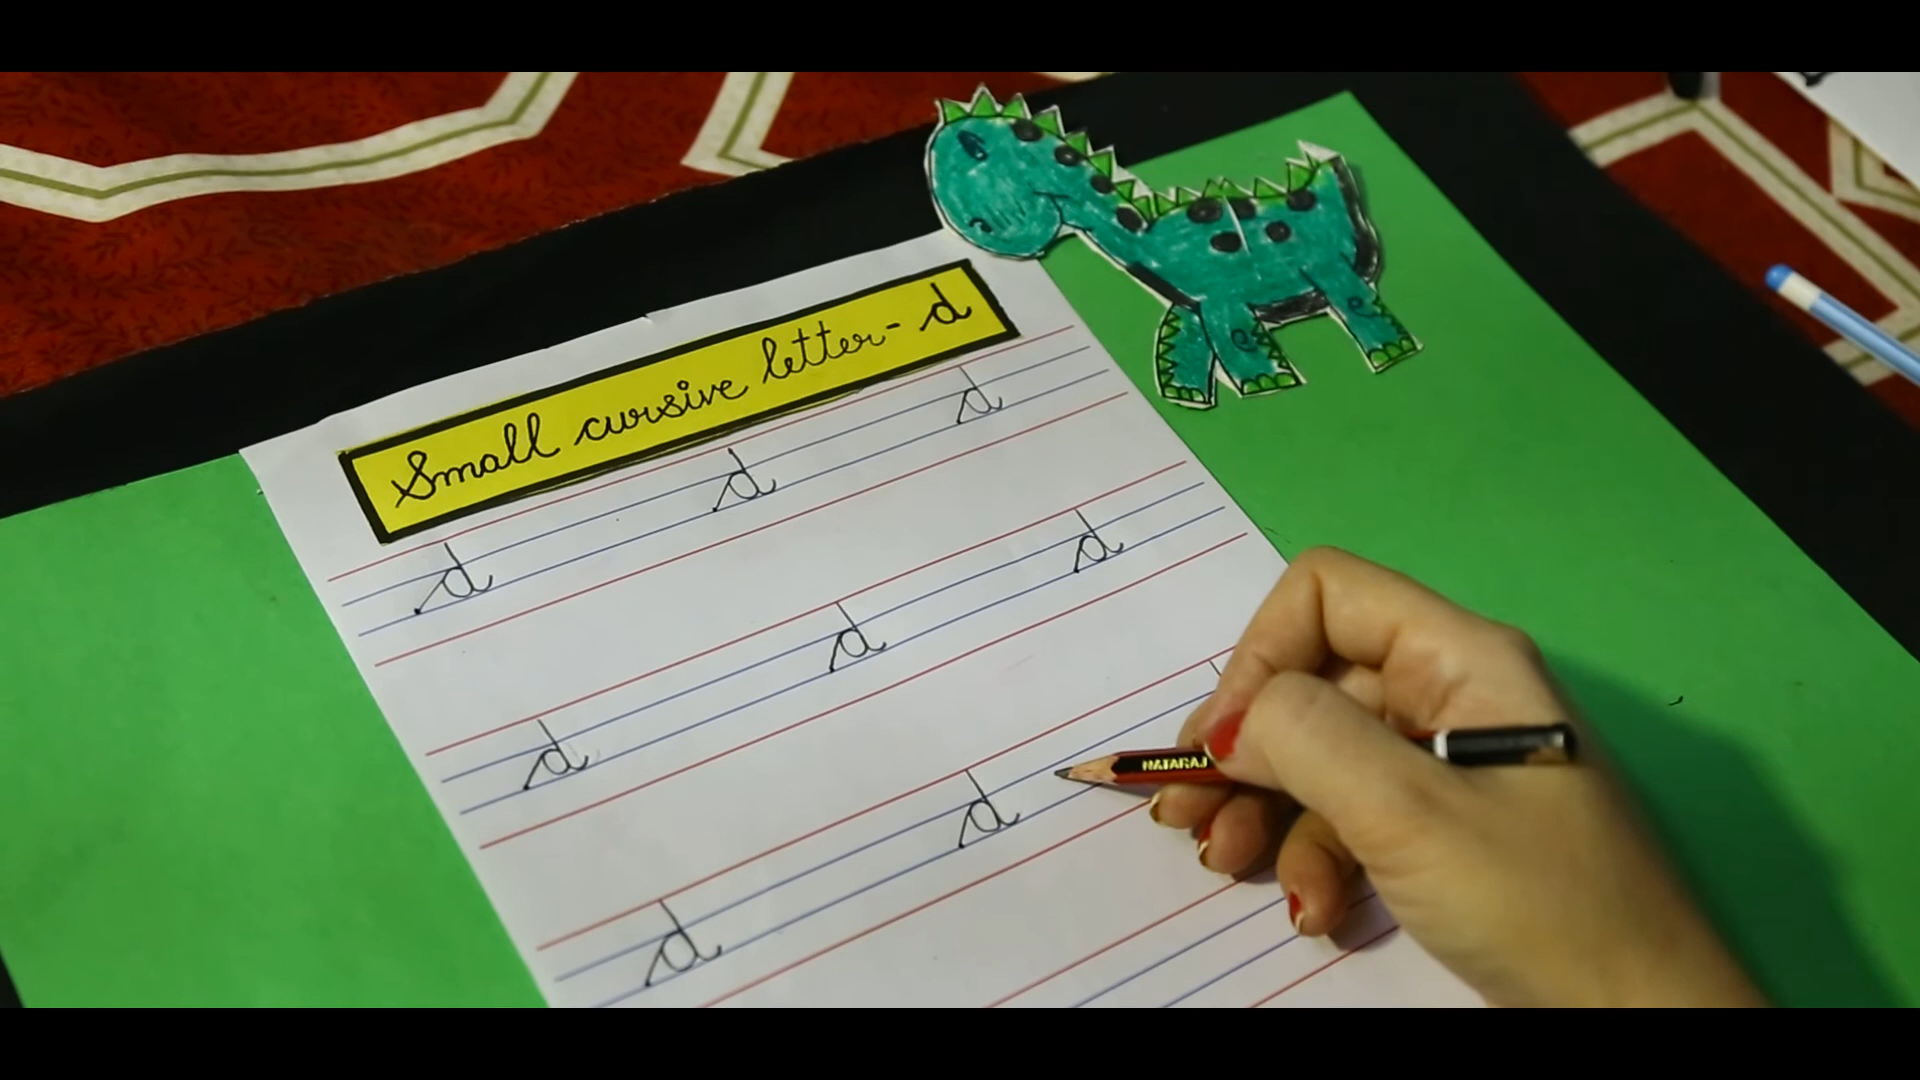 Small cursive letter - d
d d d
d d d
d d
NATARAJ